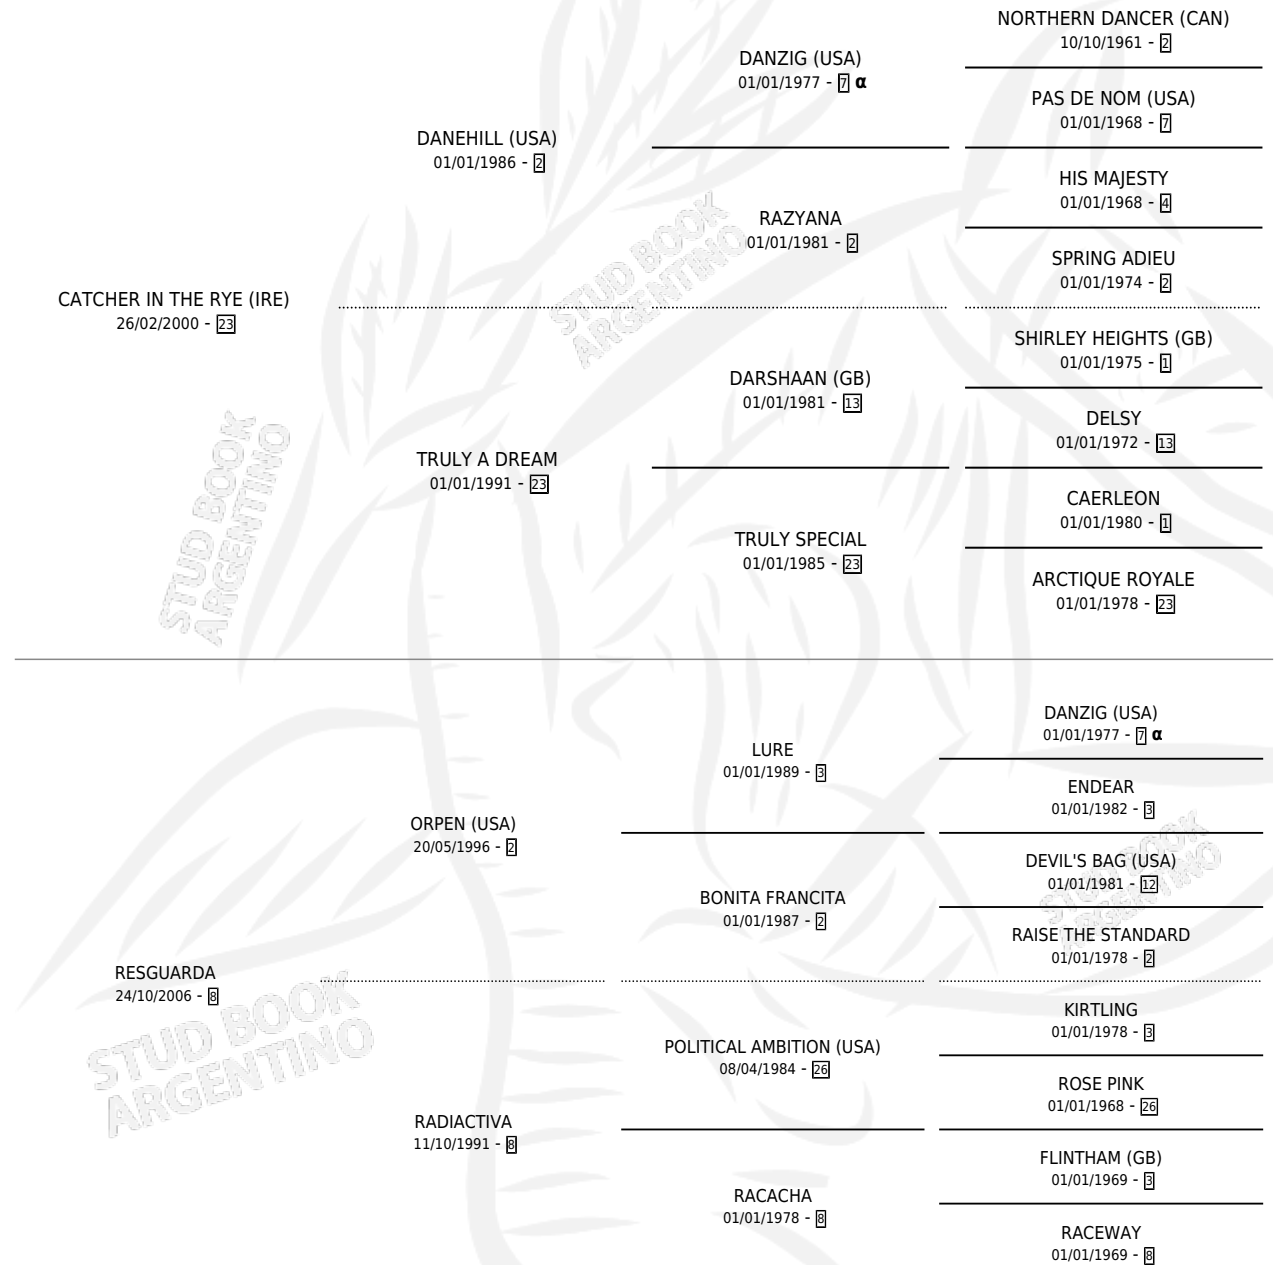 NORTHERN DANCER (CAN)
10/10/1961 - 2
DANZIG (USA)
01/01/1977 - 7 α
PAS DE NOM (USA)
01/01/1968 - 7
DANEHILL (USA)
01/01/1986 - 2
HIS MAJESTY
01/01/1968 - 4
RAZYANA
01/01/1981 - 2
SPRING ADIEU
01/01/1974 - 2
CATCHER IN THE RYE (IRE)
26/02/2000 - 23
STUD BOOK
ARGENTINO
SHIRLEY HEIGHTS (GB)
01/01/1975 - 1
DARSHAAN (GB)
01/01/1981 - 13
DELSY
01/01/1972 - 13
TRULY A DREAM
01/01/1991 - 23
CAERLEON
01/01/1980 - 1
TRULY SPECIAL
01/01/1985 - 23
ARCTIQUE ROYALE
01/01/1978 - 23
STUD BOOK
ARGENTINO
DANZIG (USA)
01/01/1977 - 7 α
LURE
01/01/1989 - 3
ENDEAR
01/01/1982 - 3
ORPEN (USA)
20/05/1996 - 2
DEVIL'S BAG (USA)
01/01/1981 - 12
BONITA FRANCITA
01/01/1987 - 2
RAISE THE STANDARD
01/01/1978 - 2
STUD BOOK
ARGENTINO
RESGUARDA
24/10/2006 - 8
STUD BOOK
ARGENTINO
KIRTLING
01/01/1978 - 3
POLITICAL AMBITION (USA)
08/04/1984 - 26
ROSE PINK
01/01/1968 - 26
RADIACTIVA
11/10/1991 - 8
FLINTHAM (GB)
01/01/1969 - 3
RACACHA
01/01/1978 - 8
RACEWAY
01/01/1969 - 8